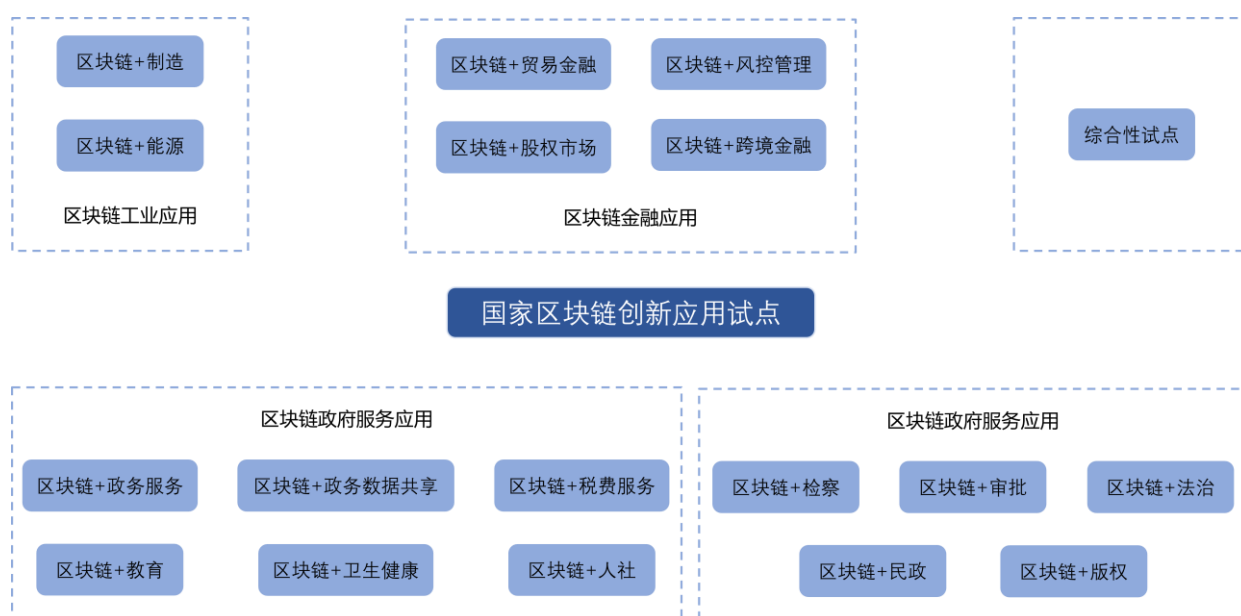 区块链+制造
区块链+能源
区块链工业应用
区块链+贸易金融
区块链+风控管理
区块链+股权市场
区块链+跨境金融
区块链金融应用
综合性试点
国家区块链创新应用试点
区块链政府服务应用
区块链+政务服务
区块链+政务数据共享
区块链+税费服务
区块链+教育
区块链+卫生健康
区块链+人社
区块链政府服务应用
区块链+检察
区块链+审批
区块链+法治
区块链+民政
区块链+版权